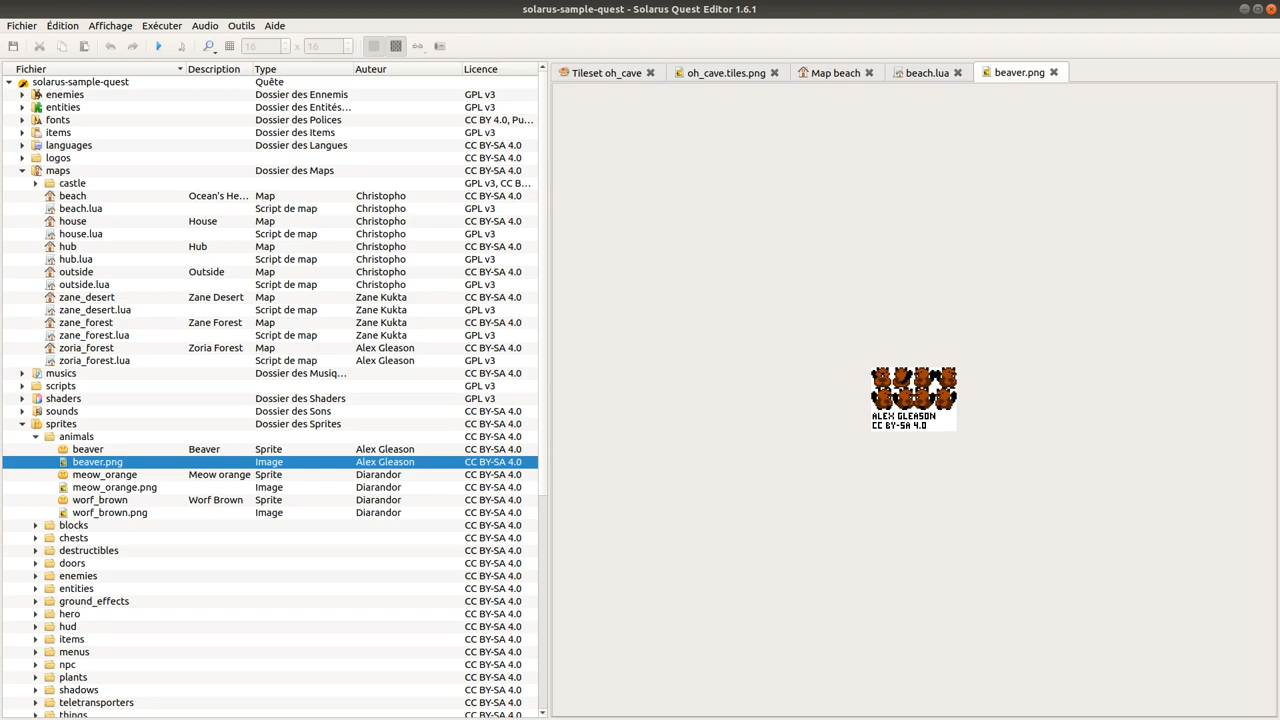 solarus-sample-quest - Solarus Quest Editor 1.6.1
Fichier Édition Affichage Exécuter Audio Outils Aide
16 x 16
Fichier Description Type Auteur Licence
Tileset oh_cave oh_cave.tiles.png Map beach beach.lua beaver.png
solarus-sample-quest Quête
enemies Dossier des Ennemis GPL v3
entities Dossier des Entités... GPL v3
fonts Dossier des Polices CC BY 4.0, Pu...
items Dossier des Items GPL v3
languages Dossier des Langues CC BY-SA 4.0
logos CC BY-SA 4.0
maps Dossier des Maps
castle GPL v3, CC B...
beach Ocean's He... Map Christopho CC BY-SA 4.0
beach.lua Script de map Christopho GPL v3
house House Map Christopho CC BY-SA 4.0
house.lua Script de map Christopho GPL v3
hub Hub Map Christopho CC BY-SA 4.0
hub.lua Script de map Christopho GPL v3
outside Outside Map Christopho CC BY-SA 4.0
outside.lua Script de map Christopho GPL v3
zane_desert Zane Desert Map Zane Kukta CC BY-SA 4.0
zane_desert.lua Script de map Zane Kukta GPL v3
zane_forest Zane Forest Map Zane Kukta CC BY-SA 4.0
zane_forest.lua Script de map Zane Kukta GPL v3
zoria_forest Zoria Forest Map Alex Gleason CC BY-SA 4.0
zoria_forest.lua Script de map Alex Gleason GPL v3
musics Dossier des Musiq... CC BY-SA 4.0
scripts GPL v3
shaders Dossier des Shaders GPL v3
sounds Dossier des Sons CC BY-SA 4.0
sprites Dossier des Sprites CC BY-SA 4.0
animals CC BY-SA 4.0
beaver Beaver Sprite Alex Gleason CC BY-SA 4.0
beaver.png Image Alex Gleason CC BY-SA 4.0
meow_orange Meow orange Sprite Diarandor CC BY-SA 4.0
meow_orange.png Image Diarandor CC BY-SA 4.0
worf_brown Worf Brown Sprite Diarandor CC BY-SA 4.0
worf_brown.png Image Diarandor CC BY-SA 4.0
blocks CC BY-SA 4.0
chests CC BY-SA 4.0
destructibles CC BY-SA 4.0
doors CC BY-SA 4.0
enemies CC BY-SA 4.0
entities CC BY-SA 4.0
ground_effects CC BY-SA 4.0
hero CC BY-SA 4.0
hud CC BY-SA 4.0
items CC BY-SA 4.0
menus CC BY-SA 4.0
npc CC BY-SA 4.0
plants CC BY-SA 4.0
shadows CC BY-SA 4.0
teletransporters CC BY-SA 4.0
things CC BY-SA 4.0
ALEX GLEASON
CC BY-SA 4.0